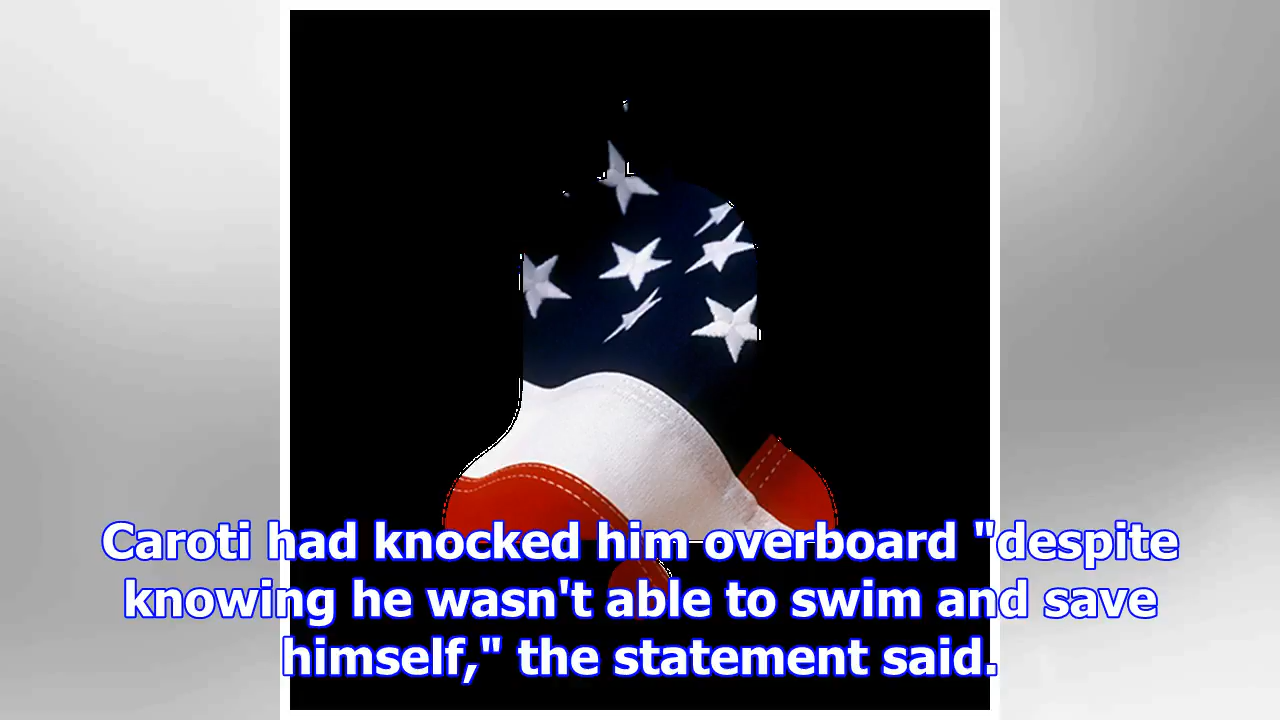 Caroti had knocked him overboard "despite
knowing he wasn't able to swim and save
himself," the statement said.